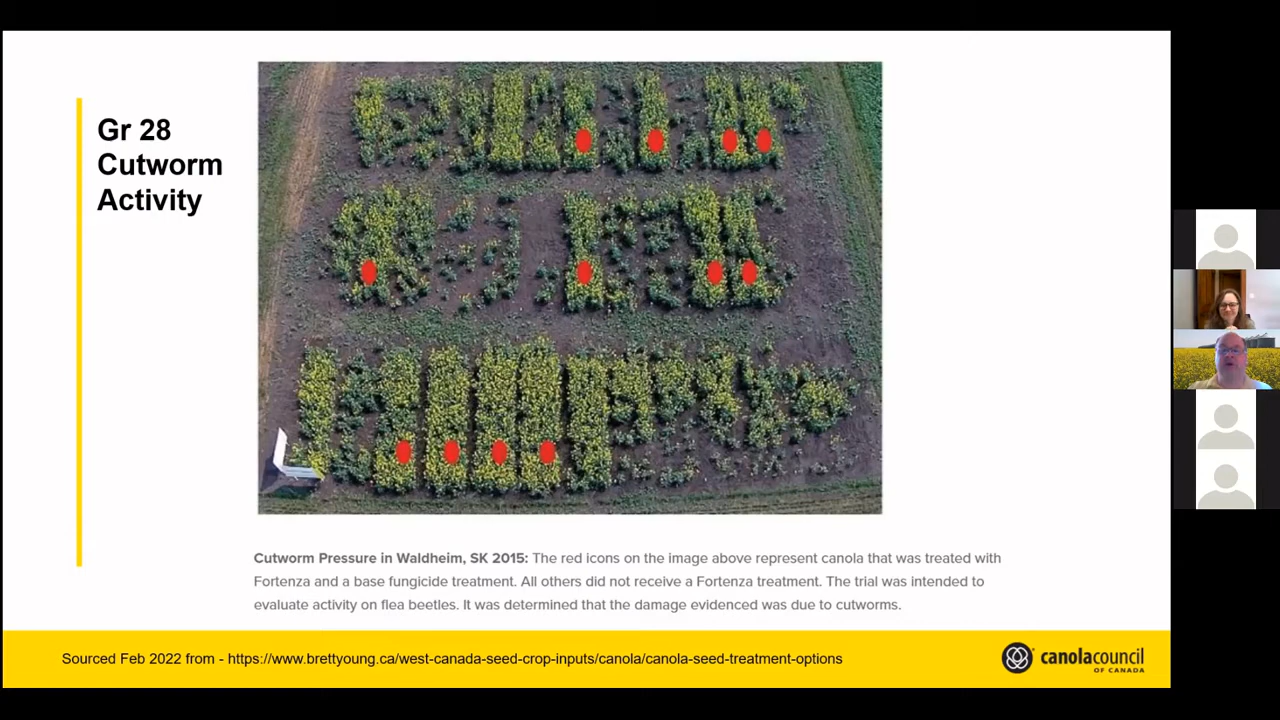 Gr 28
Cutworm
Activity
Cutworm Pressure in Waldheim, SK 2015: The red icons on the image above represent canola that was treated with
Fortenza and a base fungicide treatment. All others did not receive a Fortenza treatment. The trial was intended to
evaluate activity on flea beetles. It was determined that the damage evidenced was due to cutworms.
Sourced Feb 2022 from - https://www.brettyoung.ca/west-canada-seed-crop-inputs/canola/canola-seed-treatment-options
canolacouncil
OF CANADA